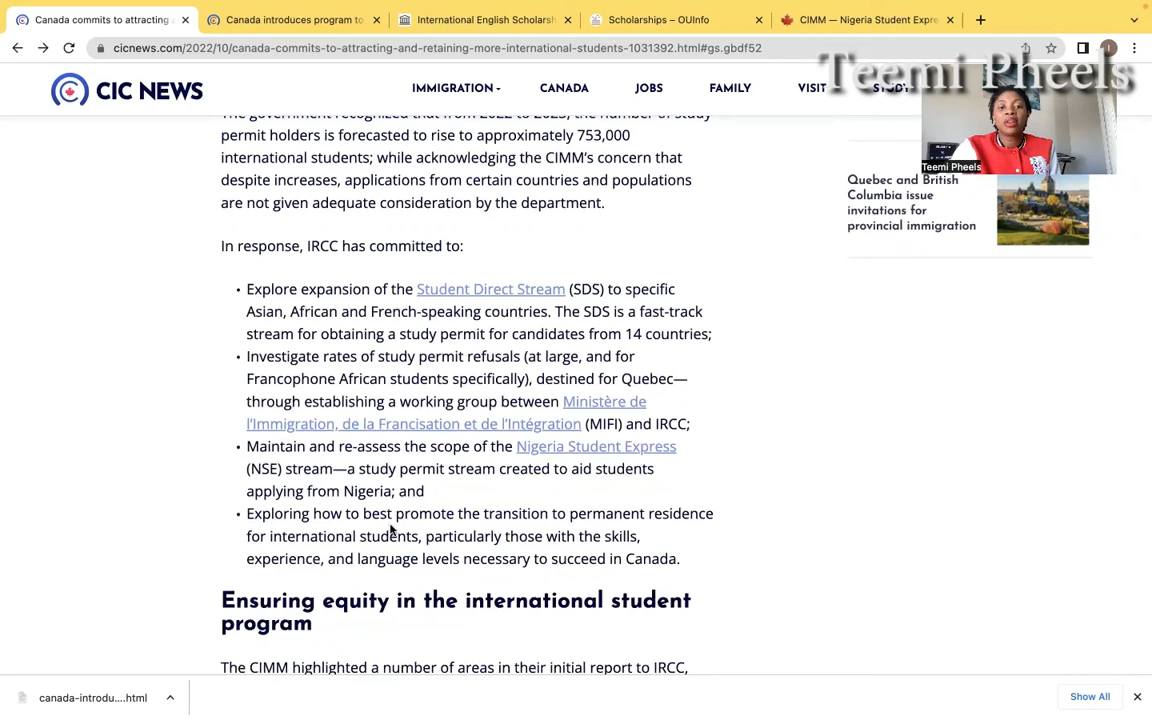 Canada commits to attracting a
Canada introduces program to
International English Scholarsh
Scholarships – OUInfo
CIMM — Nigeria Student Expre
cicnews.com/2022/10/canada-commits-to-attracting-and-retaining-more-international-students-1031392.html#gs.gbdf52
Teemi Pheels
CIC NEWS
IMMIGRATION
CANADA
JOBS
FAMILY
VISIT
STUDY
Teemi Pheels
The government recognized that from 2022 to 2023, the number of study
permit holders is forecasted to rise to approximately 753,000
international students; while acknowledging the CIMM's concern that
despite increases, applications from certain countries and populations
are not given adequate consideration by the department.
In response, IRCC has committed to:
• Explore expansion of the Student Direct Stream (SDS) to specific
Asian, African and French-speaking countries. The SDS is a fast-track
stream for obtaining a study permit for candidates from 14 countries;
• Investigate rates of study permit refusals (at large, and for
Francophone African students specifically), destined for Quebec—
through establishing a working group between Ministère de
l'Immigration, de la Francisation et de l'Intégration (MIFI) and IRCC;
• Maintain and re-assess the scope of the Nigeria Student Express
(NSE) stream—a study permit stream created to aid students
applying from Nigeria; and
• Exploring how to best promote the transition to permanent residence
for international students, particularly those with the skills,
experience, and language levels necessary to succeed in Canada.
Ensuring equity in the international student
program
The CIMM highlighted a number of areas in their initial report to IRCC,
Quebec and British
Columbia issue
invitations for
provincial immigration
canada-introdu....html
Show All